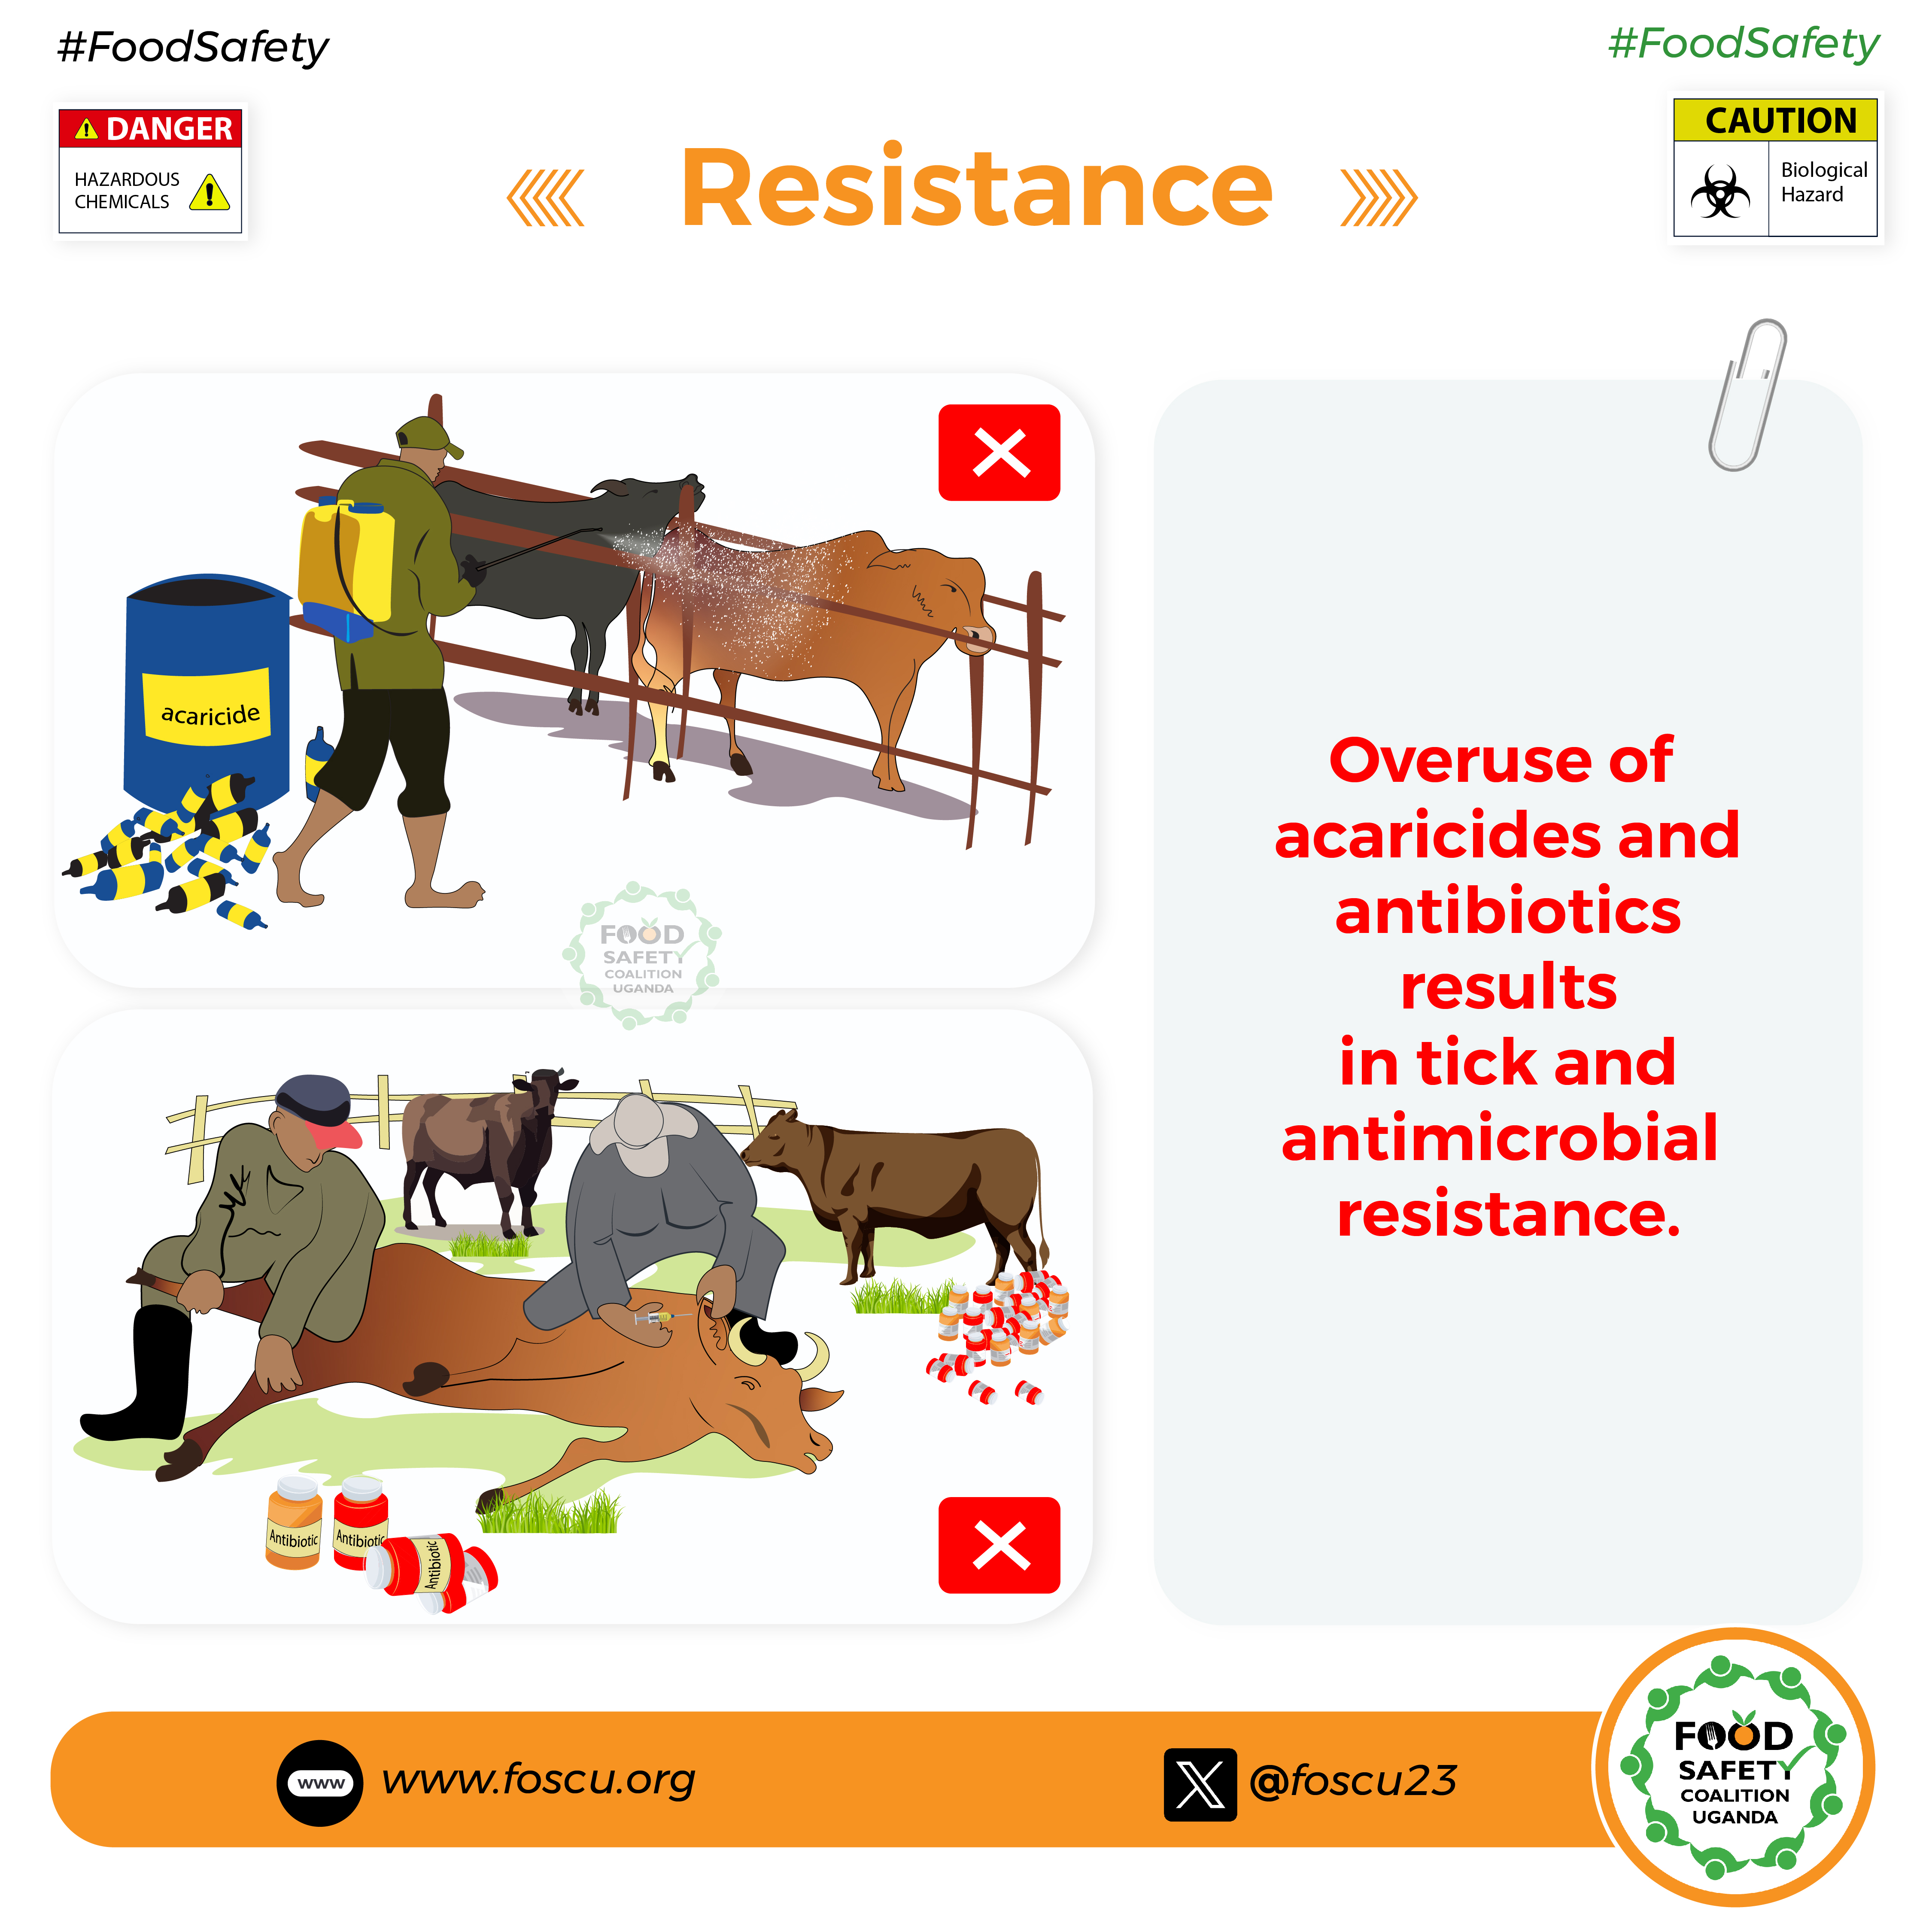 #FoodSafety
#FoodSafety
DANGER
HAZARDOUS
CHEMICALS
Resistance
CAUTION
Biological
Hazard
acaricide
FOOD
SAFETY
COALITION
UGANDA
Overuse of
acaricides and
antibiotics
results
in tick and
antimicrobial
resistance.
Antibiotic
Antibiotic
Antibiotic
www
www.foscu.org
X
@foscu23
FOOD
SAFETY
COALITION
UGANDA